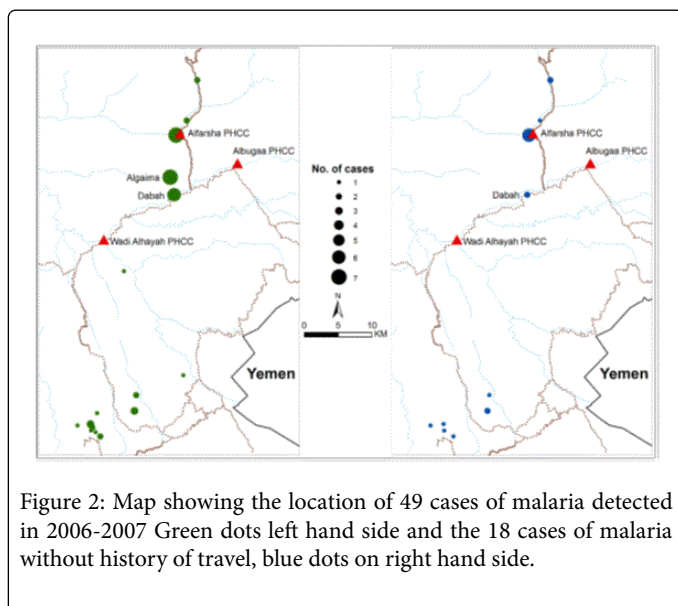 Alfarsha PHCC
Albugaa PHCC
Algaima
Dabah
Wadi Alhayah PHCC
Yemen
No. of cases
1
2
3
4
5
6
7
N
0 5 10
KM
Alfarsha PHCC
Albugaa PHCC
Dabah
Wadi Alhayah PHCC
Yemen
Figure 2: Map showing the location of 49 cases of malaria detected
in 2006-2007 Green dots left hand side and the 18 cases of malaria
without history of travel, blue dots on right hand side.